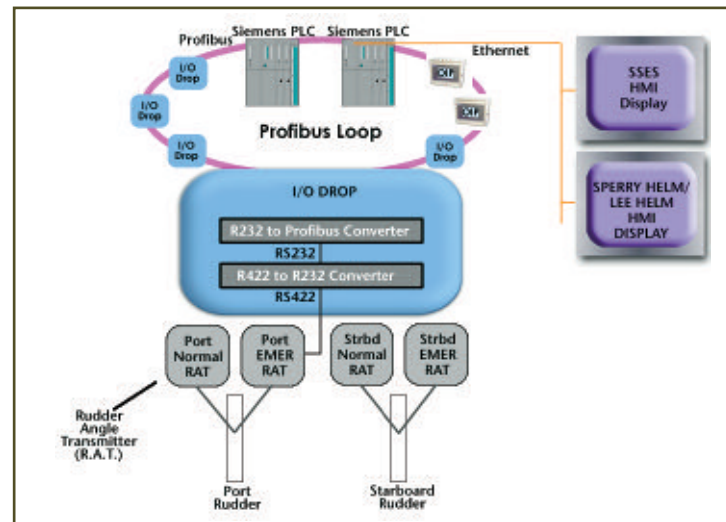 Profibus
Siemens PLC
Siemens PLC
Ethernet
I/O
Drop
I/O
Drop
I/O
Drop
I/O
Drop
Profibus Loop
SSES
HMI
Display
SPERRY HELM/
LEE HELM
HMI
DISPLAY
I/O DROP
R232 to Profibus Converter
RS232
R422 to R232 Converter
RS422
Port
Normal
RAT
Port
EMER
RAT
Strbd
Normal
RAT
Strbd
EMER
RAT
Rudder
Angle
Transmitter
(R.A.T.)
Port
Rudder
Starboard
Rudder